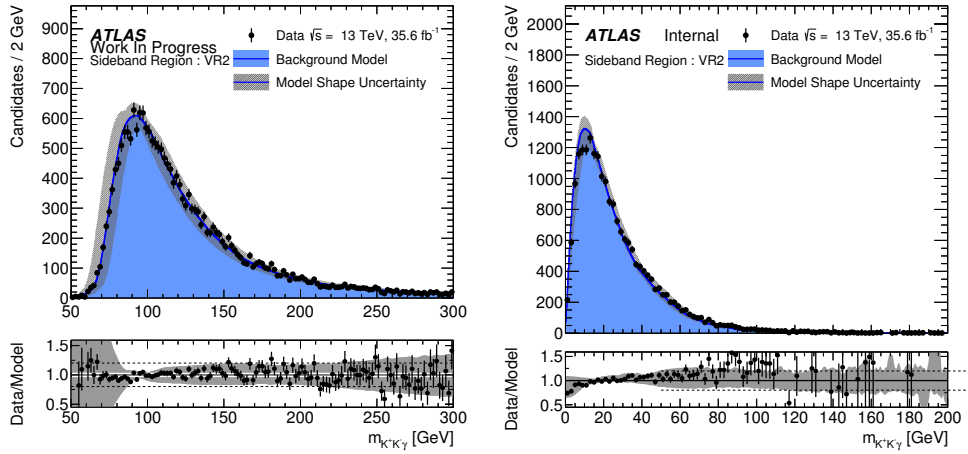 ATLAS
Work In Progress
Sideband Region : VR2
Data √s = 13 TeV, 35.6 fb⁻¹
Background Model
Model Shape Uncertainty
Candidates / 2 GeV
900
800
700
600
500
400
300
200
100
0
50 100 150 200 250 300
Data/Model
1.5
1.0
0.5
50 100 150 200 250 300
m_K⁺K⁻γ [GeV]
ATLAS Internal
Sideband Region : VR2
Data √s = 13 TeV, 35.6 fb⁻¹
Background Model
Model Shape Uncertainty
Candidates / 2 GeV
2000
1800
1600
1400
1200
1000
800
600
400
200
0
0 20 40 60 80 100 120 140 160 180 200
Data/Model
1.5
1.0
0.5
0 20 40 60 80 100 120 140 160 180 200
m_K⁺K⁻γ [GeV]